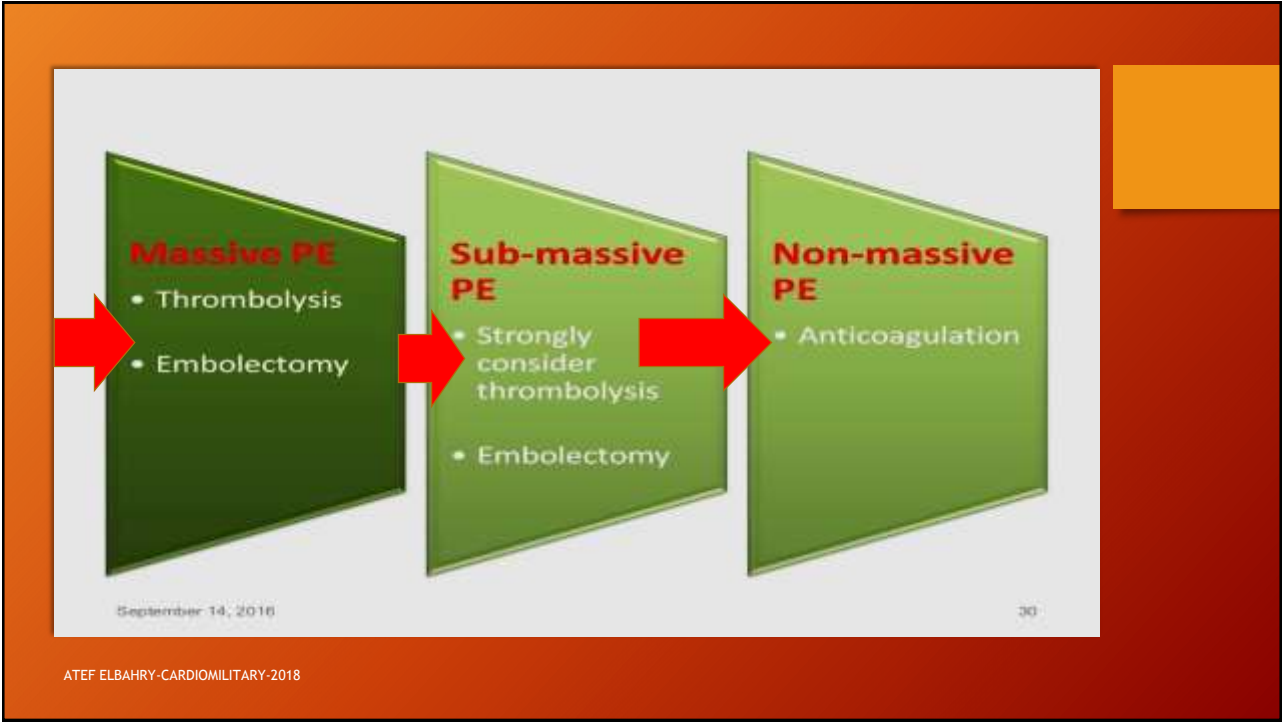 Massive PE
• Thrombolysis
• Embolectomy
Sub-massive
PE
• Strongly
consider
thrombolysis
• Embolectomy
Non-massive
PE
• Anticoagulation
September 14, 2016
30
ATEF ELBAHRY-CARDIOMILITARY-2018